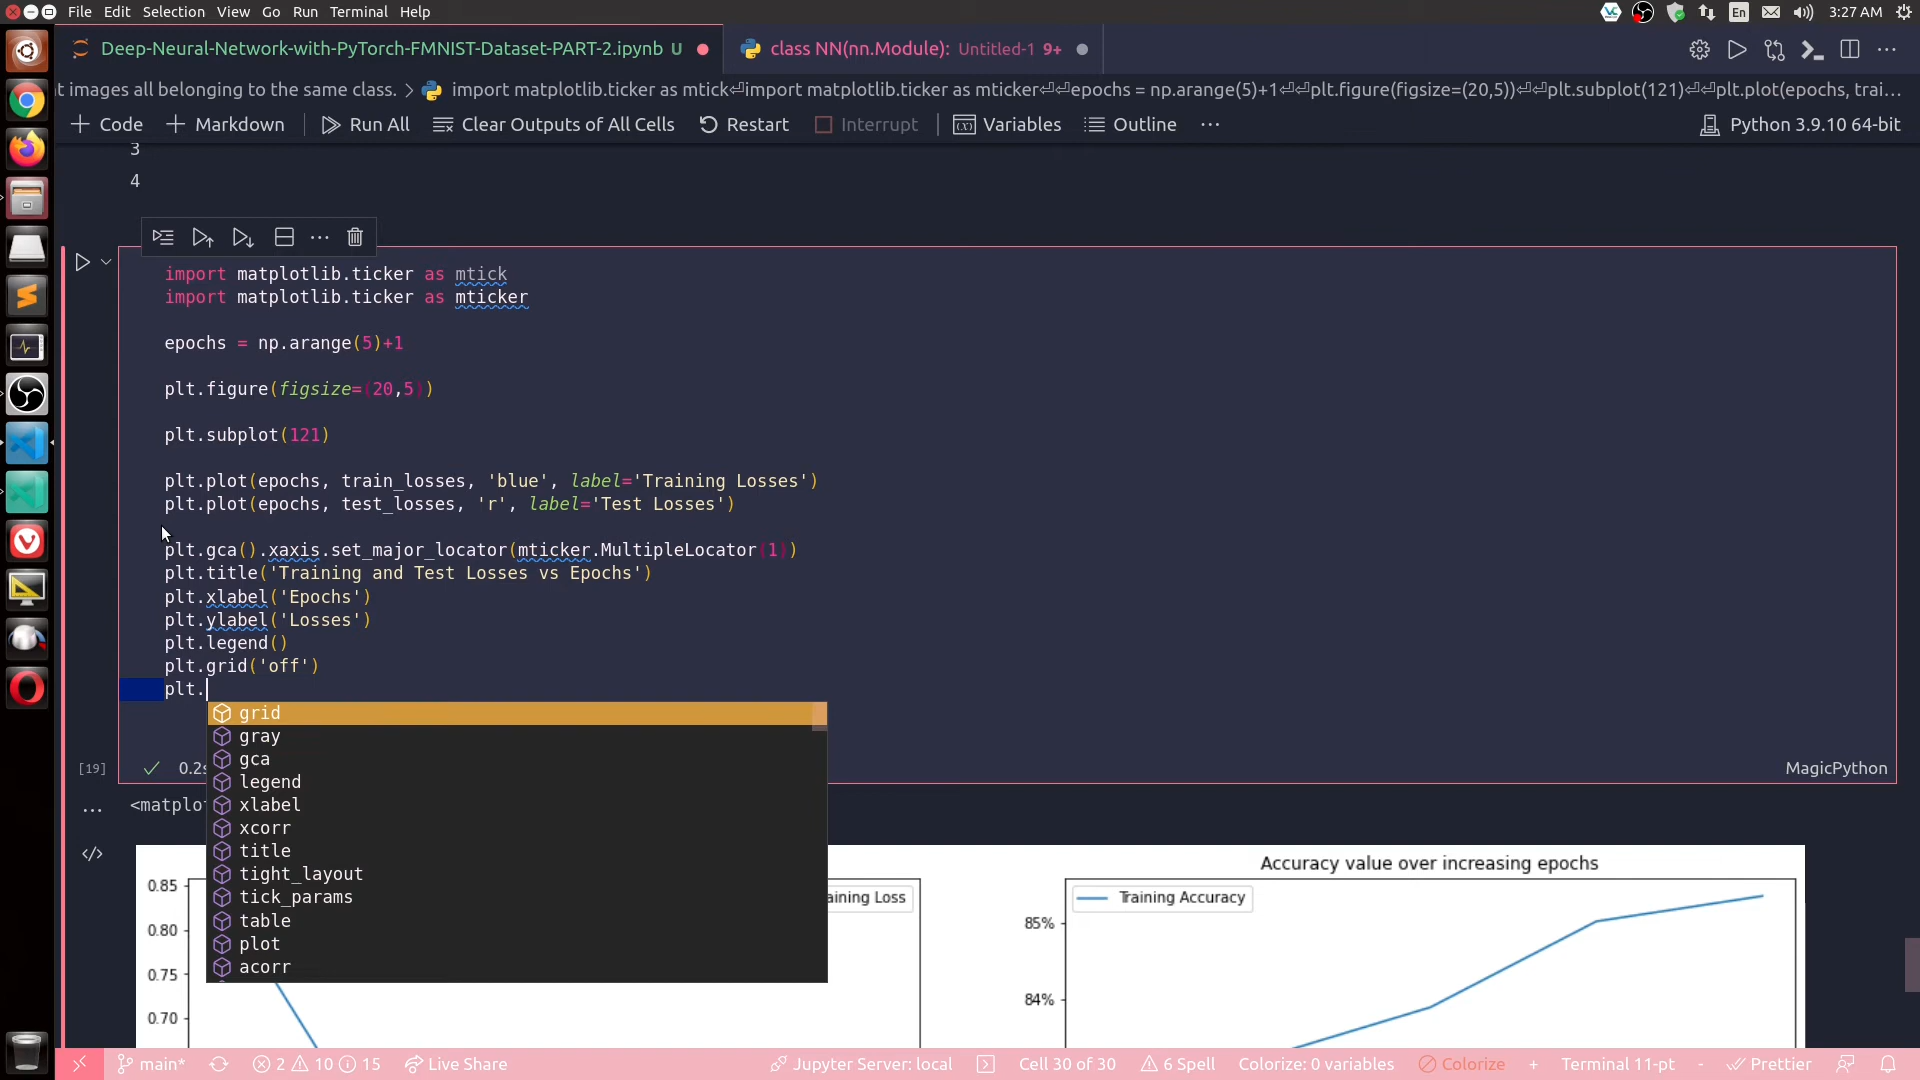 File Edit Selection View Go Run Terminal Help
En 3:27 AM
Deep-Neural-Network-with-PyTorch-FMNIST-Dataset-PART-2.ipynb U
class NN(nn.Module): Untitled-1 9+
t images all belonging to the same class. > import matplotlib.ticker as mtick⏎import matplotlib.ticker as mticker⏎⏎epochs = np.arange(5)+1⏎⏎plt.figure(figsize=(20,5))⏎⏎plt.subplot(121)⏎⏎plt.plot(epochs, trai...
+ Code + Markdown Run All Clear Outputs of All Cells Restart Interrupt Variables Outline ... Python 3.9.10 64-bit
3
4
import matplotlib.ticker as mtick
import matplotlib.ticker as mticker
epochs = np.arange(5)+1
plt.figure(figsize=(20,5))
plt.subplot(121)
plt.plot(epochs, train_losses, 'blue', label='Training Losses')
plt.plot(epochs, test_losses, 'r', label='Test Losses')
plt.gca().xaxis.set_major_locator(mticker.MultipleLocator(1))
plt.title('Training and Test Losses vs Epochs')
plt.xlabel('Epochs')
plt.ylabel('Losses')
plt.legend()
plt.grid('off')
plt.
grid
gray
gca
legend
xlabel
xcorr
title
tight_layout
tick_params
table
plot
acorr
[19] 0.2s MagicPython
... <matplot
Accuracy value over increasing epochs
0.85
0.80
0.75
0.70
aining Loss
Training Accuracy
85%
84%
main* 2 10 15 Live Share Jupyter Server: local Cell 30 of 30 6 Spell Colorize: 0 variables Colorize + Terminal 11-pt - Prettier